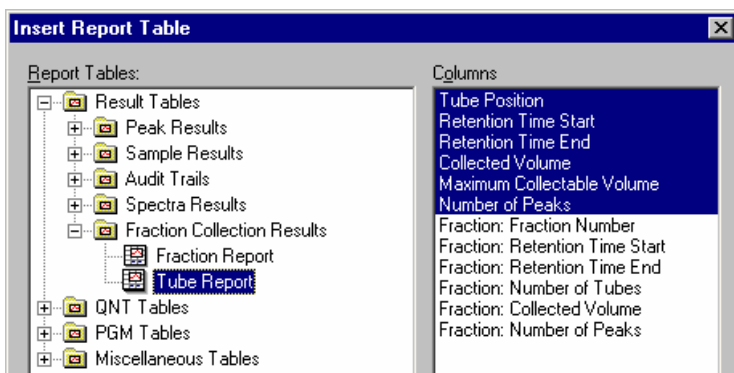 Insert Report Table
Report Tables:
Result Tables
Peak Results
Sample Results
Audit Trails
Spectra Results
Fraction Collection Results
Fraction Report
Tube Report
QNT Tables
PGM Tables
Miscellaneous Tables
Columns
Tube Position
Retention Time Start
Retention Time End
Collected Volume
Maximum Collectable Volume
Number of Peaks
Fraction: Fraction Number
Fraction: Retention Time Start
Fraction: Retention Time End
Fraction: Number of Tubes
Fraction: Collected Volume
Fraction: Number of Peaks